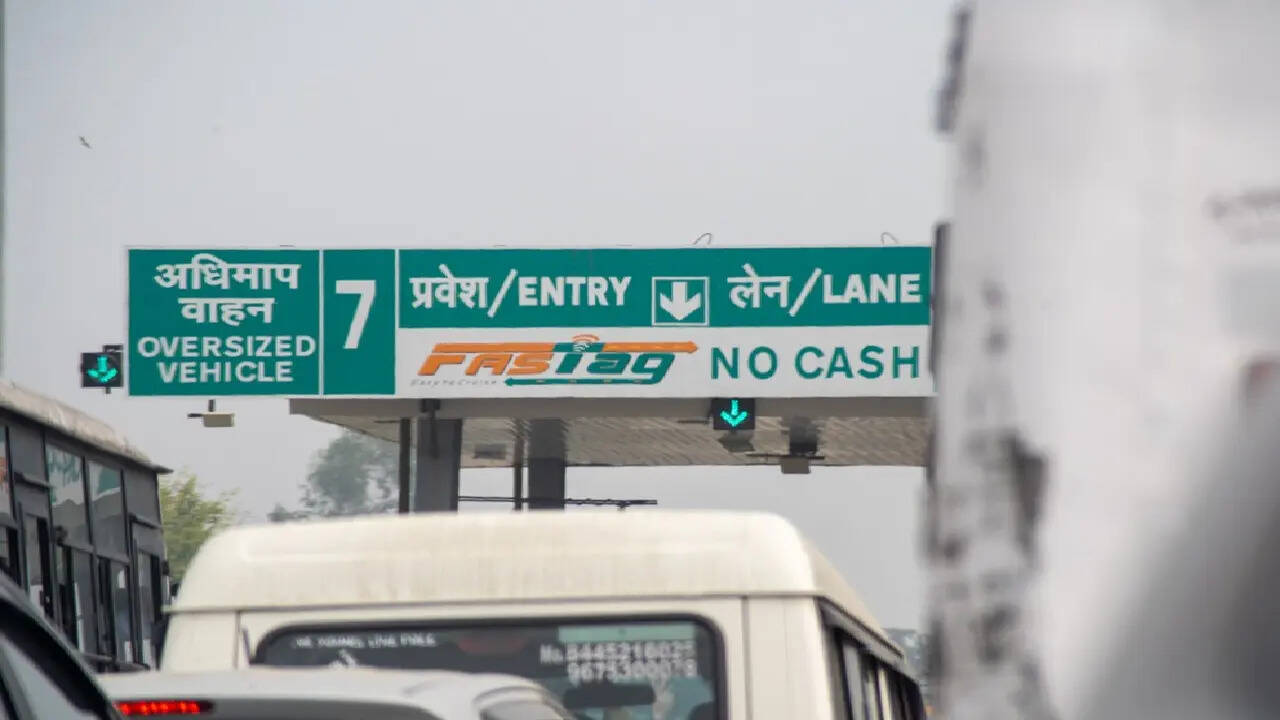 अधिमाप
वाहन
OVERSIZED
VEHICLE
7
प्रवेश/ENTRY
लेन/LANE
FASTag
NO CASH